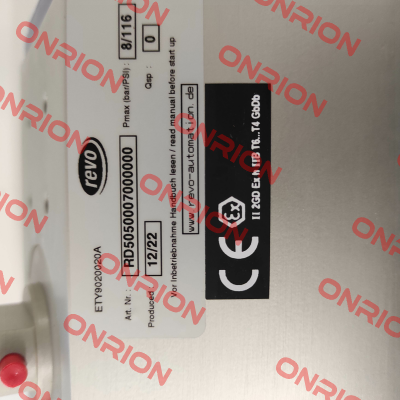 revo
ETY9020020A
Art. Nr.: RD5050007000000
Pmax (bar/PSI) : 8/116
Produced : 12/22
Qsp : 0
Vor Inbetriebnahme Handbuch lesen / read manual before start up
www.revo-automation.de
CE Ex
II 2GD Ex h IIB T6...T4 GbDb
ONRION
ONRION
ONRION
ONRION
ONRION
ONRION
ONRION
ONRION
ONRION
ONRION
ONRION